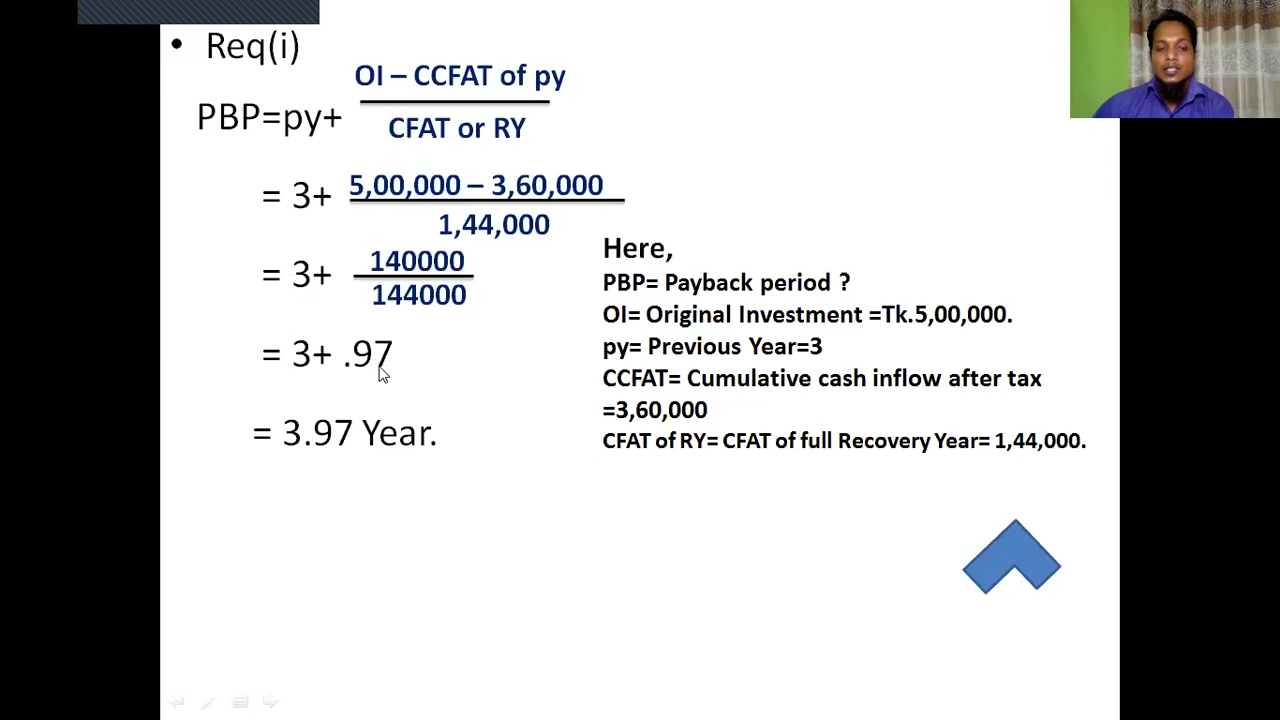 • Req(i)
OI – CCFAT of py
PBP=py+
CFAT or RY
= 3+ 5,00,000 – 3,60,000
1,44,000
= 3+ 140000
144000
= 3+ .97
= 3.97 Year.
Here,
PBP= Payback period ?
OI= Original Investment =Tk.5,00,000.
py= Previous Year=3
CCFAT= Cumulative cash inflow after tax
=3,60,000
CFAT of RY= CFAT of full Recovery Year= 1,44,000.